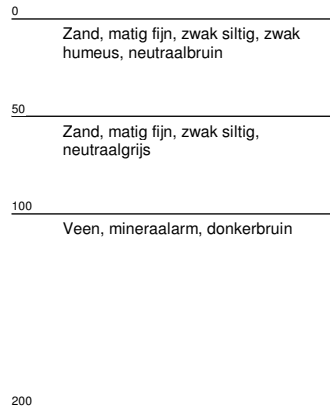 0
Zand, matig fijn, zwak siltig, zwak
humeus, neutraalbruin
50
Zand, matig fijn, zwak siltig,
neutraalgrijs
100
Veen, mineraalarm, donkerbruin
200